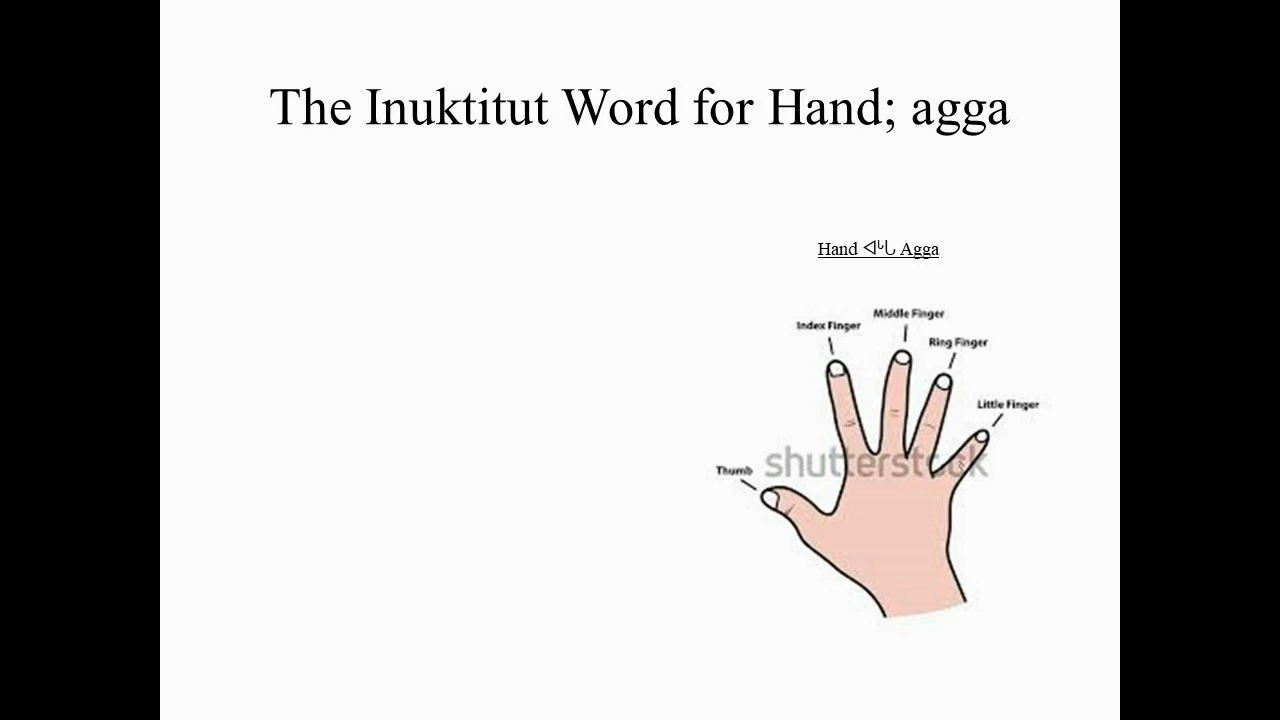 The Inuktitut Word for Hand; agga
Hand ᐊᒡᒐ Agga
Middle Finger
Index Finger
Ring Finger
Little Finger
shutterstock
Thumb